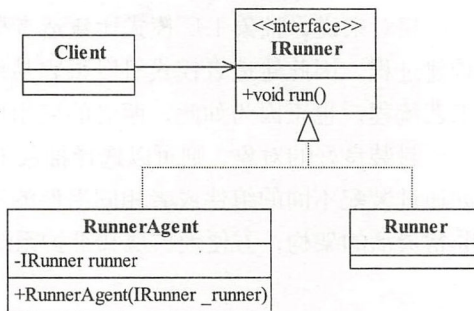 <<interface>>
IRunner
Client
+void run()
RunnerAgent
-IRunner runner
+RunnerAgent(IRunner _runner)
Runner